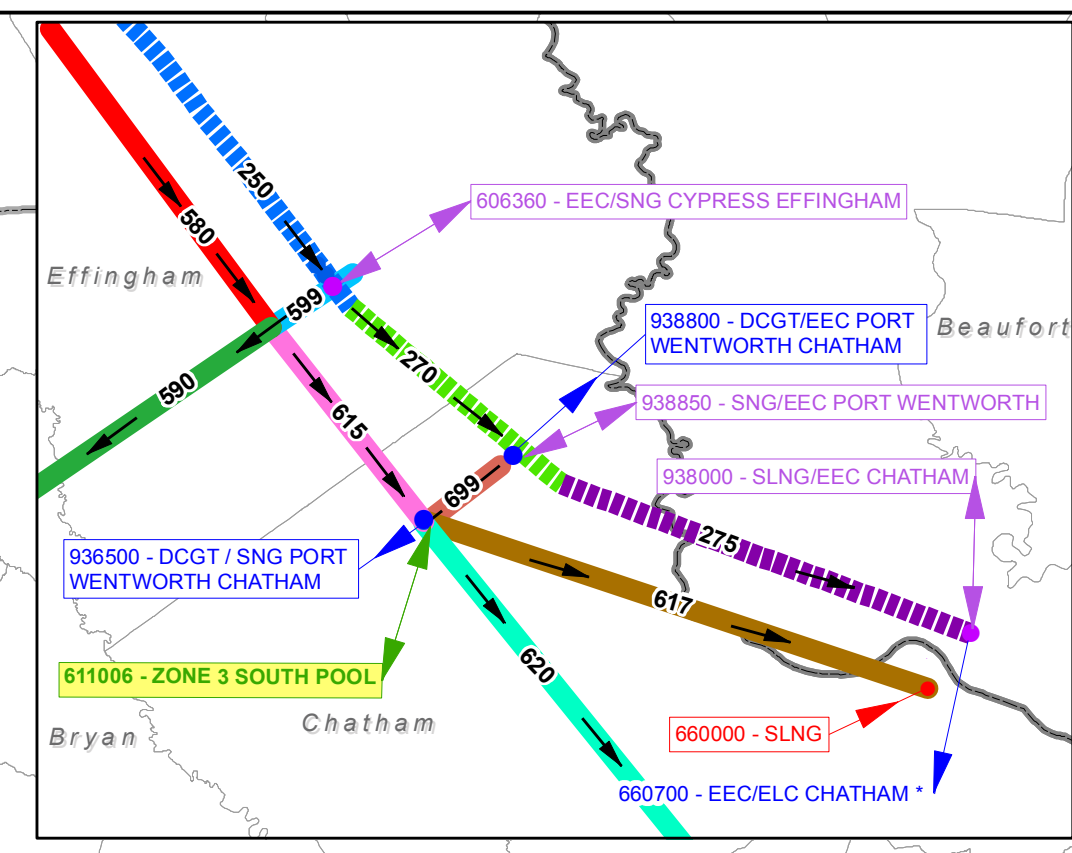 250
580
606360 - EEC/SNG CYPRESS EFFINGHAM
Effingham
599
938800 - DCGT/EEC PORT
WENTWORTH CHATHAM
Beaufort
270
590
938850 - SNG/EEC PORT WENTWORTH
615
938000 - SLNG/EEC CHATHAM
699
275
936500 - DCGT / SNG PORT
WENTWORTH CHATHAM
617
611006 - ZONE 3 SOUTH POOL
620
Chatham
Bryan
660000 - SLNG
660700 - EEC/ELC CHATHAM *